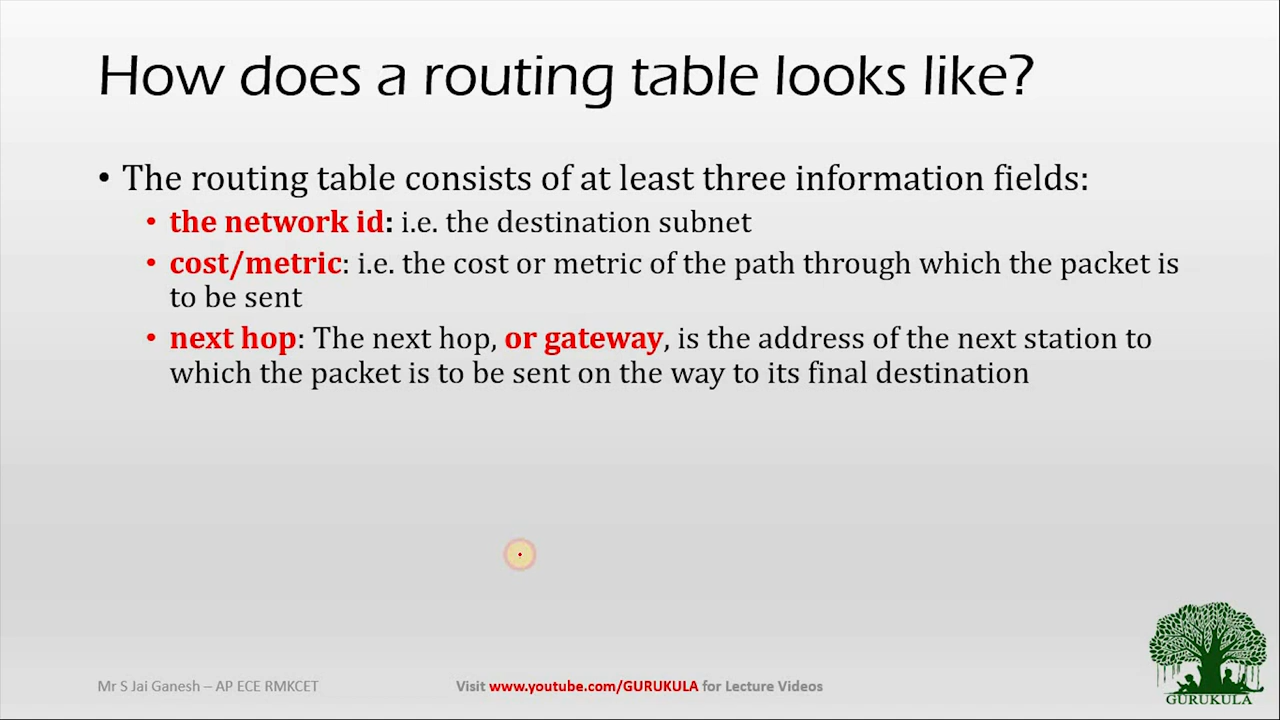 How does a routing table looks like?
• The routing table consists of at least three information fields:
• the network id: i.e. the destination subnet
• cost/metric: i.e. the cost or metric of the path through which the packet is
to be sent
• next hop: The next hop, or gateway, is the address of the next station to
which the packet is to be sent on the way to its final destination
Mr S Jai Ganesh – AP ECE RMKCET
Visit www.youtube.com/GURUKULA for Lecture Videos
GURUKULA